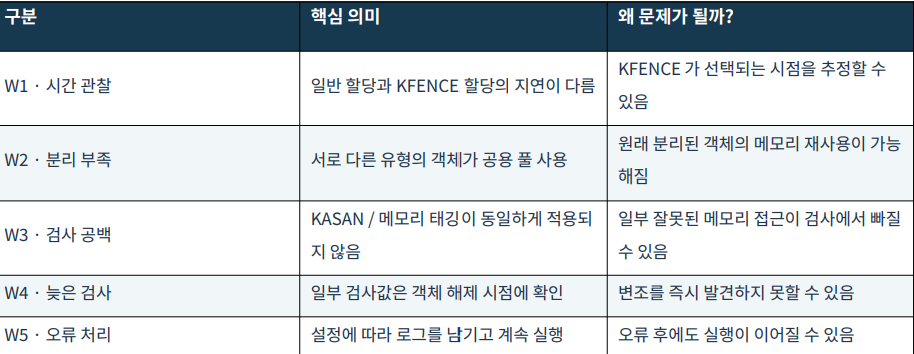 구분 핵심 의미 왜 문제가 될까?
W1 · 시간 관찰 일반 할당과 KFENCE 할당의 지연이 다름 KFENCE 가 선택되는 시점을 추정할 수
있음
W2 · 분리 부족 서로 다른 유형의 객체가 공용 풀 사용 원래 분리된 객체의 메모리 재사용이 가능
해짐
W3 · 검사 공백 KASAN / 메모리 태깅이 동일하게 적용되
지 않음 일부 잘못된 메모리 접근이 검사에서 빠질
수 있음
W4 · 늦은 검사 일부 검사값은 객체 해제 시점에 확인 변조를 즉시 발견하지 못할 수 있음
W5 · 오류 처리 설정에 따라 로그를 남기고 계속 실행 오류 후에도 실행이 이어질 수 있음